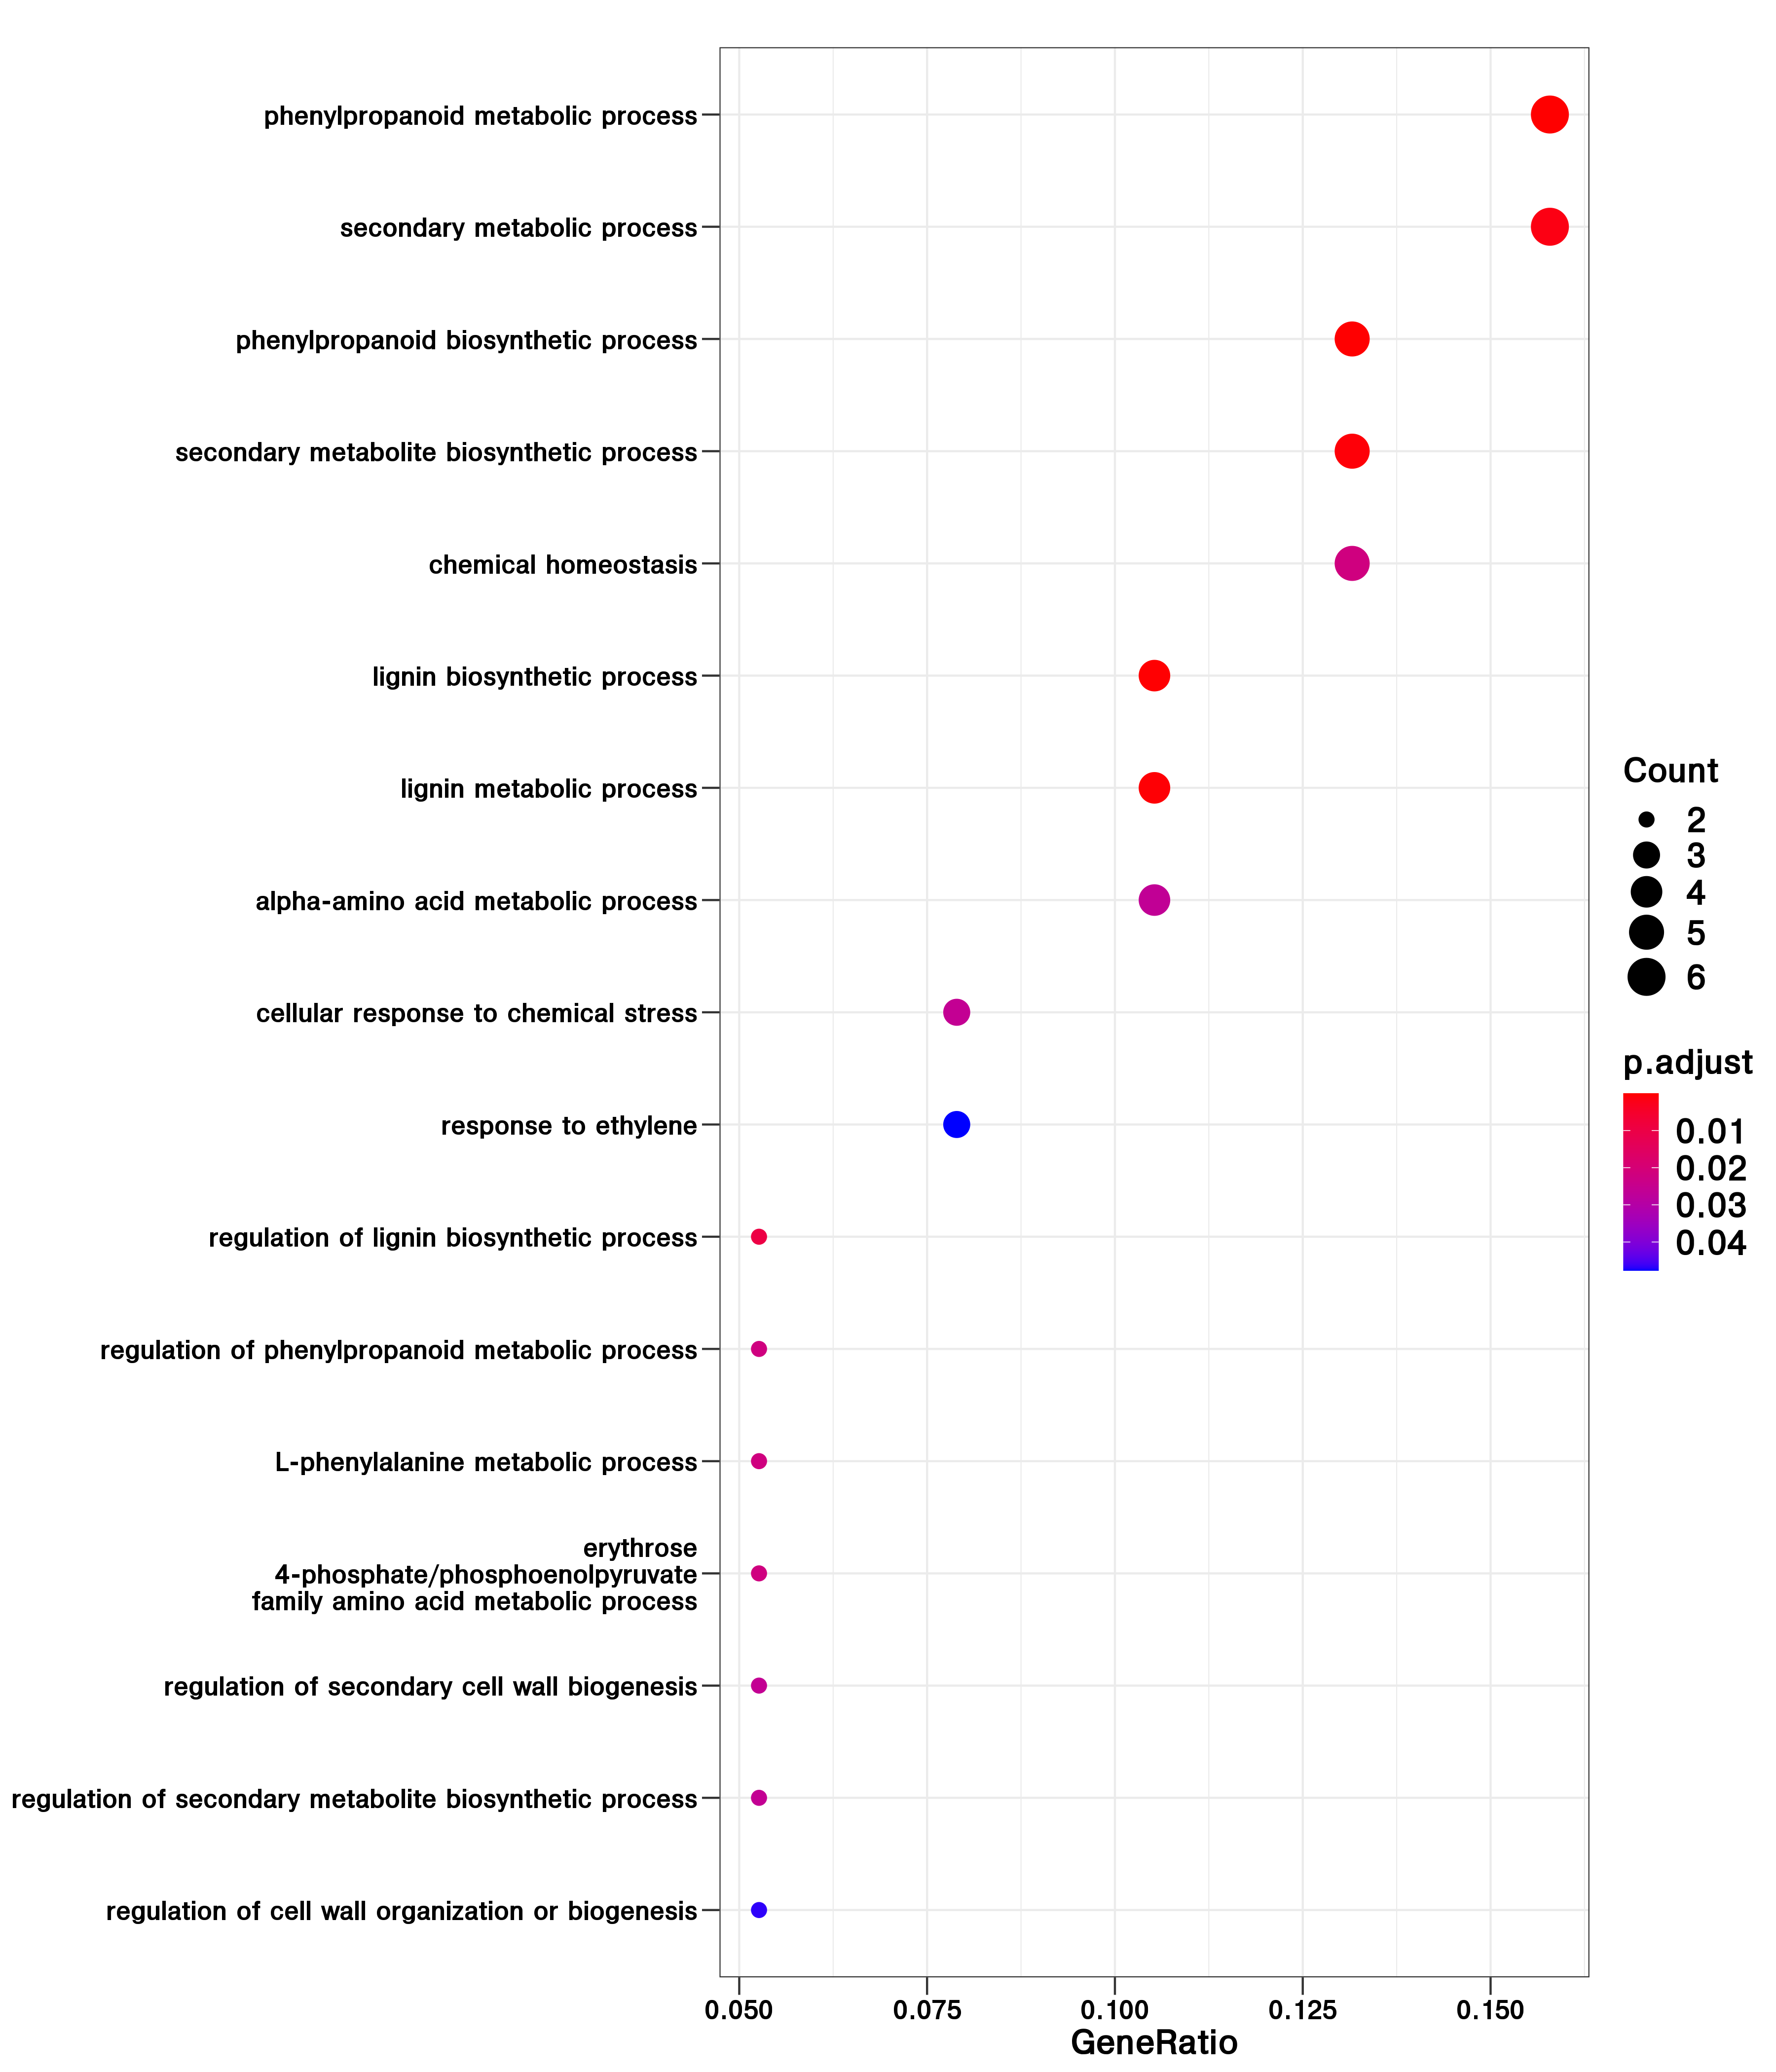 phenylpropanoid metabolic process
secondary metabolic process
phenylpropanoid biosynthetic process
secondary metabolite biosynthetic process
chemical homeostasis
lignin biosynthetic process
lignin metabolic process
alpha-amino acid metabolic process
cellular response to chemical stress
response to ethylene
regulation of lignin biosynthetic process
regulation of phenylpropanoid metabolic process
L-phenylalanine metabolic process
erythrose
4-phosphate/phosphoenolpyruvate
family amino acid metabolic process
regulation of secondary cell wall biogenesis
regulation of secondary metabolite biosynthetic process
regulation of cell wall organization or biogenesis
0.050 0.075 0.100 0.125 0.150
GeneRatio
Count
2
3
4
5
6
p.adjust
0.01
0.02
0.03
0.04